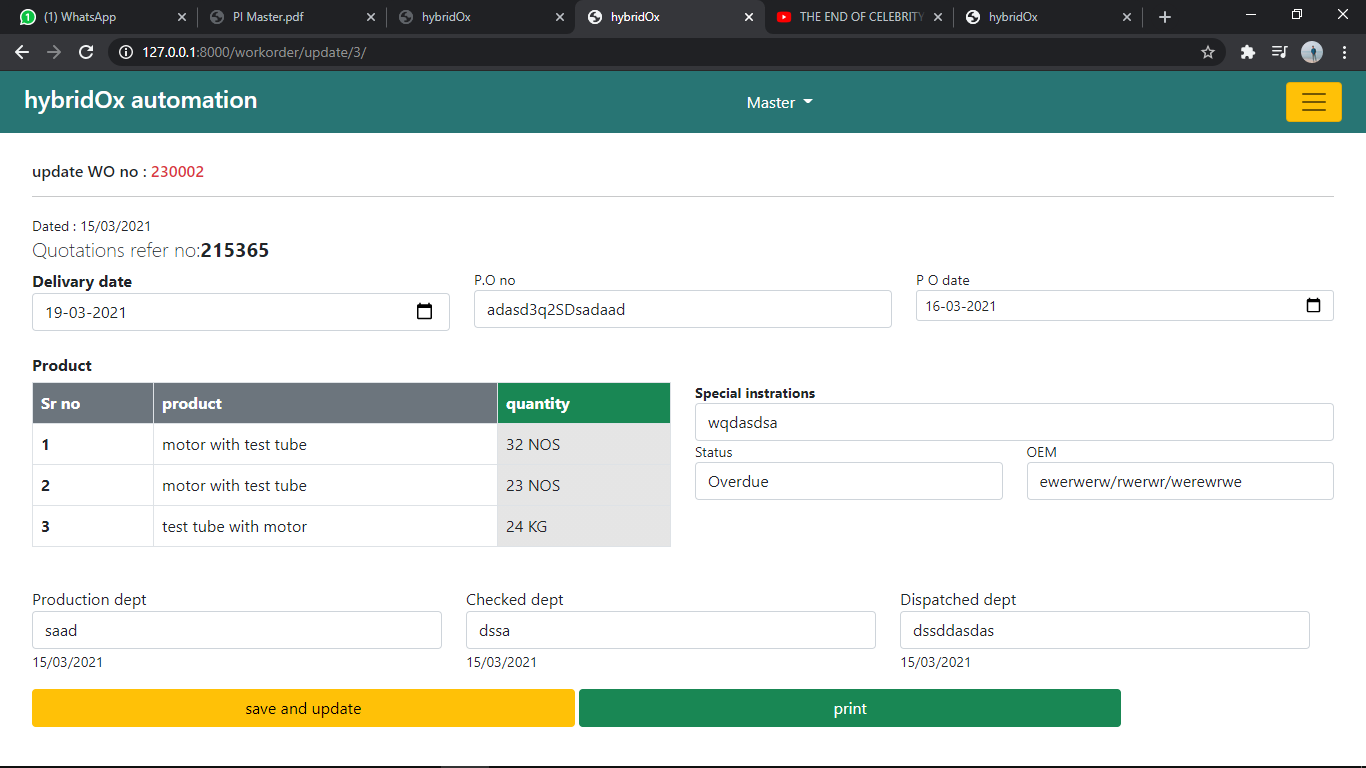 (1) WhatsApp
PI Master.pdf
hybridOx
hybridOx
THE END OF CELEBRITY
hybridOx
127.0.0.1:8000/workorder/update/3/
hybridOx automation
Master
update WO no : 230002
Dated : 15/03/2021
Quotations refer no:215365
Delivary date
P.O no
P O date
19-03-2021
adasd3q2SDsadaad
16-03-2021
Product
Sr no product quantity
1 motor with test tube 32 NOS
2 motor with test tube 23 NOS
3 test tube with motor 24 KG
Special instrations
wqdasdsa
Status
OEM
Overdue
ewerwerw/rwerwr/werewrwe
Production dept
Checked dept
Dispatched dept
saad
dssa
dssddasdas
15/03/2021
15/03/2021
15/03/2021
save and update
print